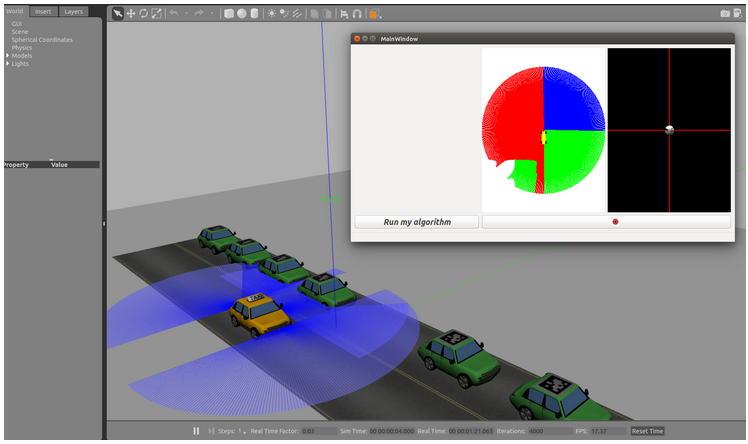 World Insert Layers
GUI
Scene
Spherical Coordinates
Physics
Models
Lights
Property Value
MainWindow
Run my algorithm
Steps: 1 Real Time Factor: 0.03 Sim Time: 00 00:00:04.000 Real Time: 00 00:01:21.063 Iterations: 4000 FPS: 17.37 Reset Time